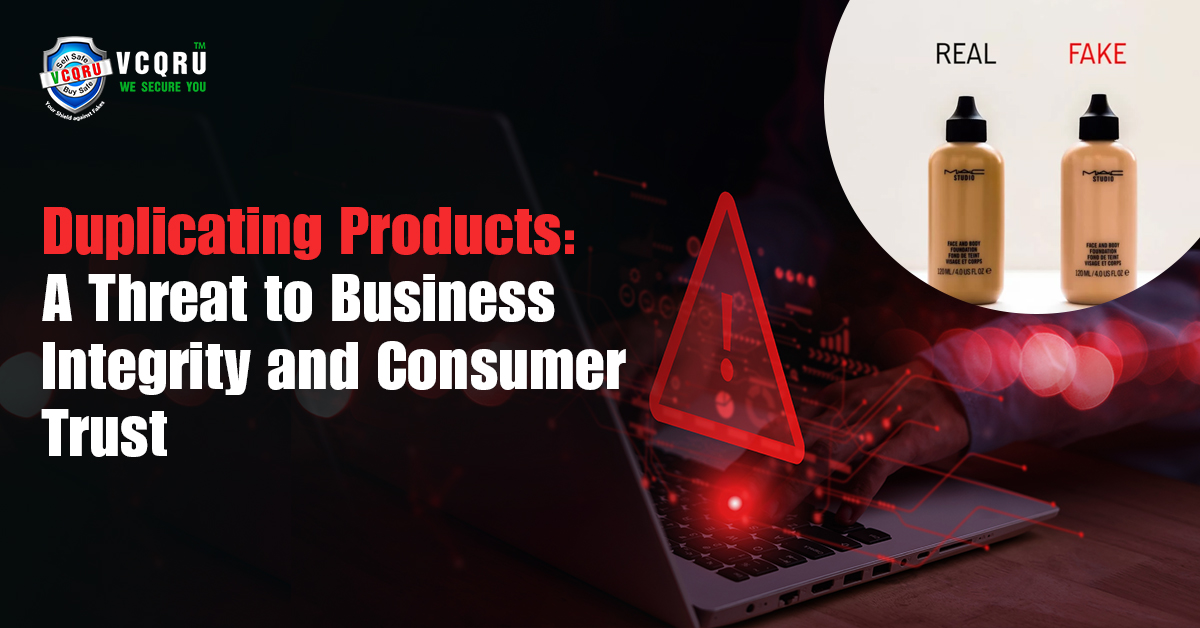 Sell Safe
VCQRU
Buy Safe
Your Shield against Fakes
VCQRU TM
WE SECURE YOU
REAL
FAKE
MAC
STUDIO
FACE AND BODY
FOUNDATION
FOND DE TEINT
VISAGE ET CORPS
120 ML / 4.0 US FL OZ ℮
MAC
STUDIO
FACE AND BODY
FOUNDATION
FOND DE TEINT
VISAGE ET CORPS
120 ML / 4.0 US FL OZ ℮
Duplicating Products:
A Threat to Business
Integrity and Consumer
Trust